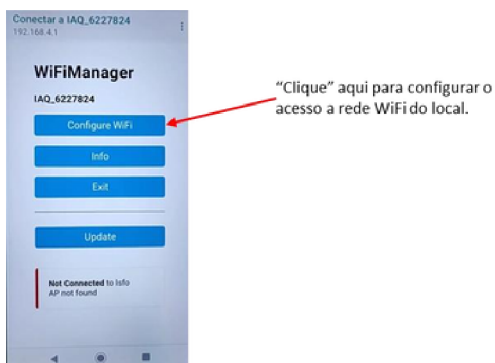 Conectar a IAQ_6227824
192.168.4.1
WiFiManager
IAQ_6227824
Configure WiFi
Info
Exit
Update
Not Connected to Isfo
AP not found
"Clique" aqui para configurar o
acesso a rede WiFi do local.